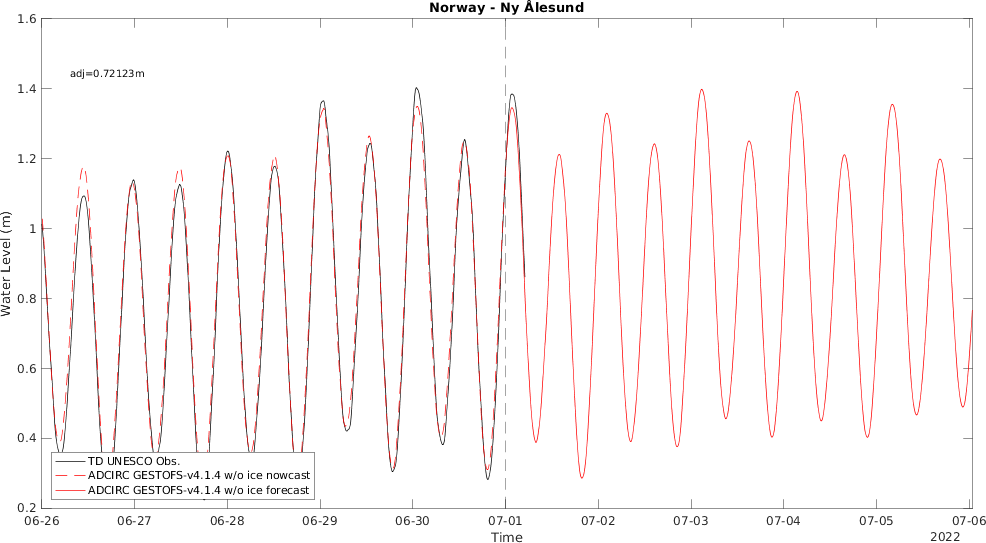 Norway - Ny Ålesund
1.6
adj=0.72123m
1.4
1.2
1
0.8
0.6
0.4
0.2
Water Level (m)
TD UNESCO Obs.
ADCIRC GESTOFS-v4.1.4 w/o ice nowcast
ADCIRC GESTOFS-v4.1.4 w/o ice forecast
06-26 06-27 06-28 06-29 06-30 07-01 07-02 07-03 07-04 07-05 07-06
Time
2022